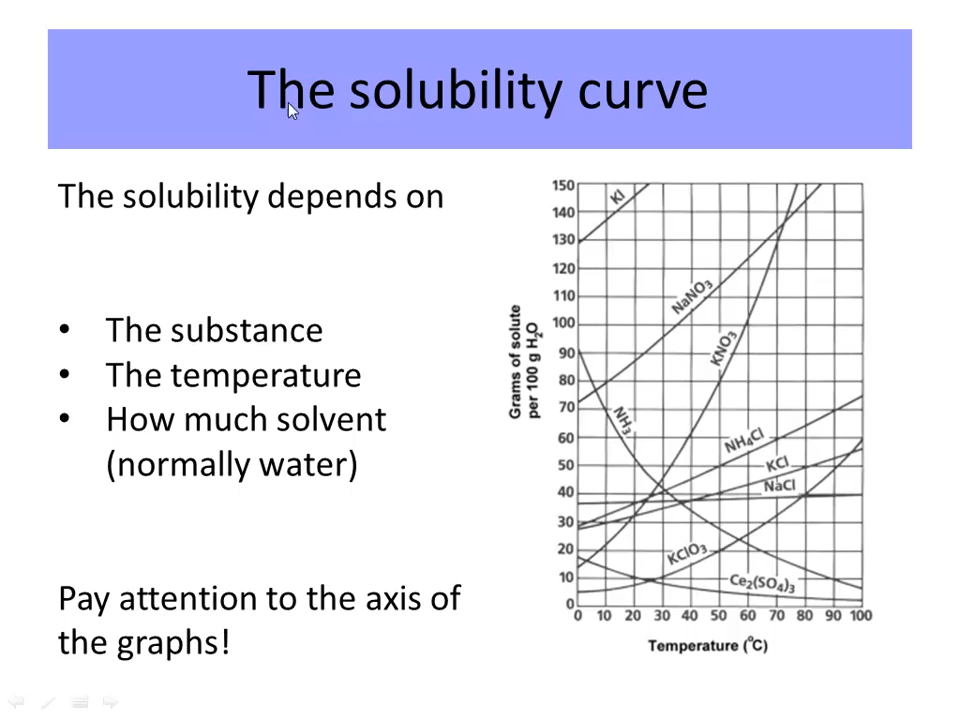 The solubility curve
The solubility depends on
• The substance
• The temperature
• How much solvent
(normally water)
Pay attention to the axis of
the graphs!
Grams of solute
per 100 g H₂O
150
140
130
120
110
100
90
80
70
60
50
40
30
20
10
0
KI
NaNO₃
KNO₃
NH₃
NH₄Cl
KCl
NaCl
KClO₃
Ce₂(SO₄)₃
0 10 20 30 40 50 60 70 80 90 100
Temperature (°C)